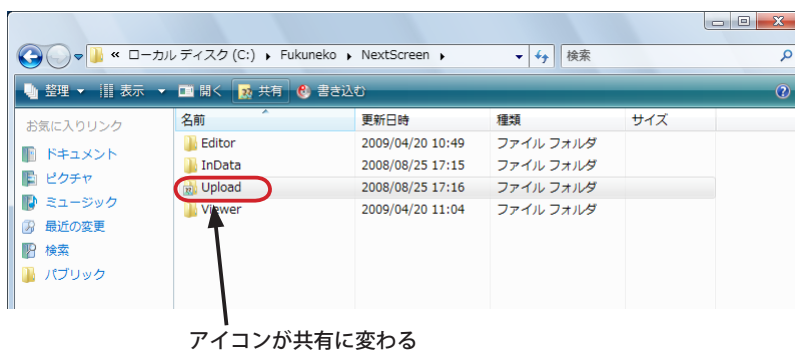 « ローカル ディスク (C:) ▸ Fukuneko ▸ NextScreen ▸ 検索
整理 ▼ 表示 ▼ 開く 共有 書き込む
お気に入りリンク
ドキュメント
ピクチャ
ミュージック
最近の変更
検索
パブリック
名前 更新日時 種類 サイズ
Editor 2009/04/20 10:49 ファイル フォルダ
InData 2008/08/25 17:15 ファイル フォルダ
Upload 2008/08/25 17:16 ファイル フォルダ
Viewer 2009/04/20 11:04 ファイル フォルダ
アイコンが共有に変わる